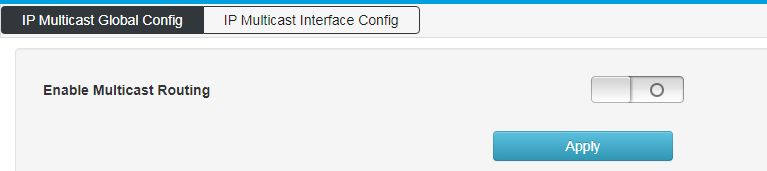 IP Multicast Global Config
IP Multicast Interface Config
Enable Multicast Routing
Apply